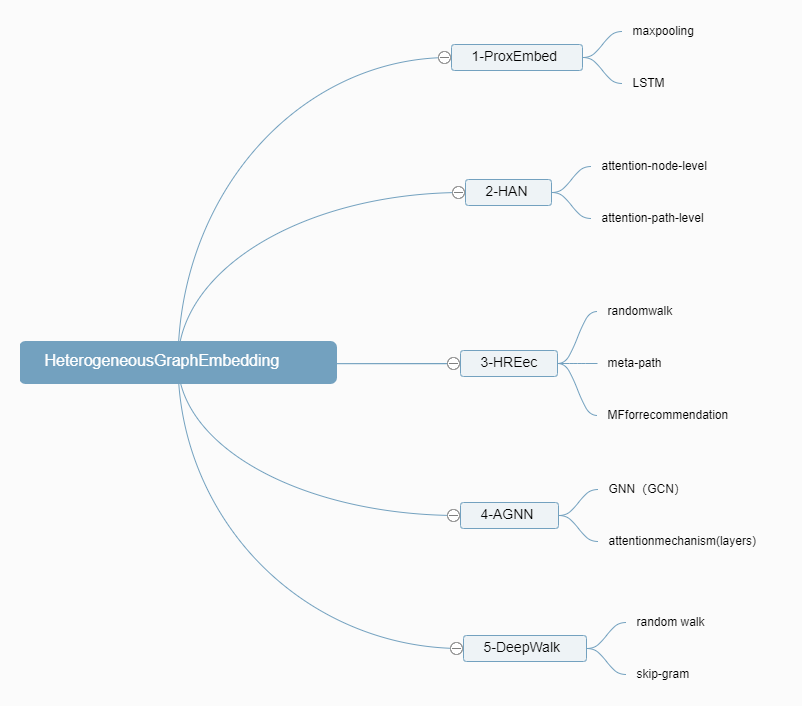 HeterogeneousGraphEmbedding
1-ProxEmbed
maxpooling
LSTM
2-HAN
attention-node-level
attention-path-level
3-HREec
randomwalk
meta-path
MFforrecommendation
4-AGNN
GNN（GCN）
attentionmechanism(layers)
5-DeepWalk
random walk
skip-gram